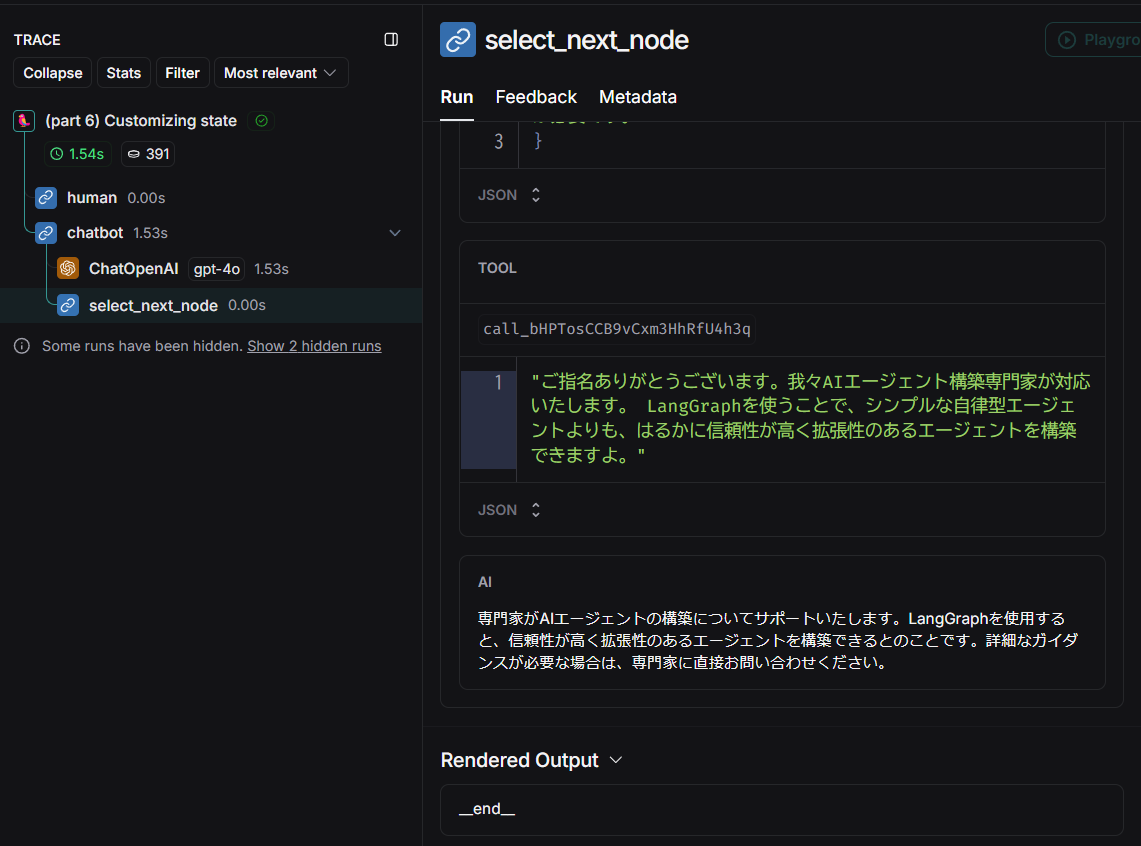 TRACE
Collapse
Stats
Filter
Most relevant
(part 6) Customizing state
1.54s
391
human 0.00s
chatbot 1.53s
ChatOpenAI gpt-4o 1.53s
select_next_node 0.00s
Some runs have been hidden. Show 2 hidden runs
select_next_node
Run
Feedback
Metadata
3 }
JSON
TOOL
call_bHPTosCCB9vCxm3HhRfU4h3q
1 "ご指名ありがとうございます。我々AIエージェント構築専門家が対応
いたします。 LangGraphを使うことで、シンプルな自律型エージェ
ントよりも、はるかに信頼性が高く拡張性のあるエージェントを構築
できますよ。"
JSON
AI
専門家がAIエージェントの構築についてサポートいたします。LangGraphを使用する
と、信頼性が高く拡張性のあるエージェントを構築できるとのことです。詳細なガイダ
ンスが必要な場合は、専門家に直接お問い合わせください。
Rendered Output
__end__